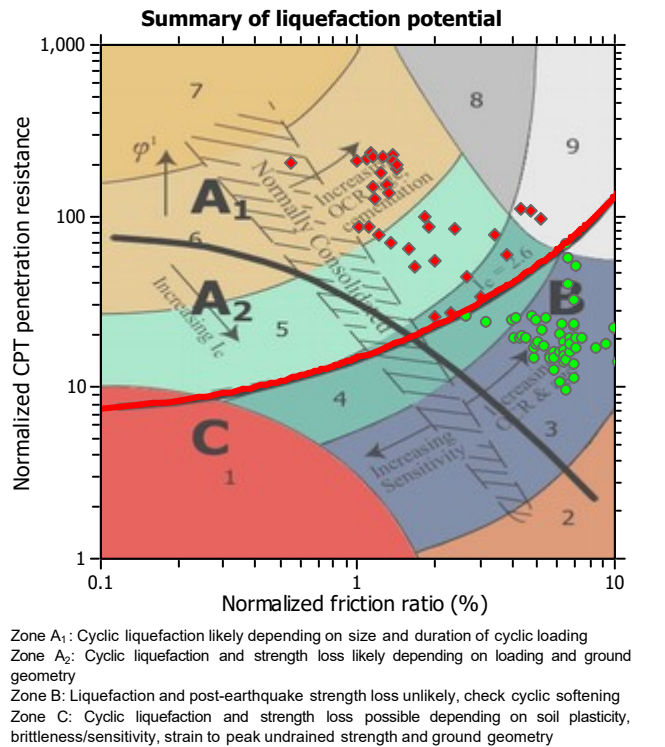 Summary of liquefaction potential
Normalized CPT penetration resistance
1,000
100
10
1
7
8
9
φ'
A1
Normally Consolidated
Increasing
OCR
cementation
6
A2
Increasing Ic
5
Ic = 2.6
B
4
Increasing
OCR &
3
Increasing
Sensitivity
C
1
2
0.1
1
10
Normalized friction ratio (%)
Zone A1: Cyclic liquefaction likely depending on size and duration of cyclic loading
Zone A2: Cyclic liquefaction and strength loss likely depending on loading and ground
geometry
Zone B: Liquefaction and post-earthquake strength loss unlikely, check cyclic softening
Zone C: Cyclic liquefaction and strength loss possible depending on soil plasticity,
brittleness/sensitivity, strain to peak undrained strength and ground geometry